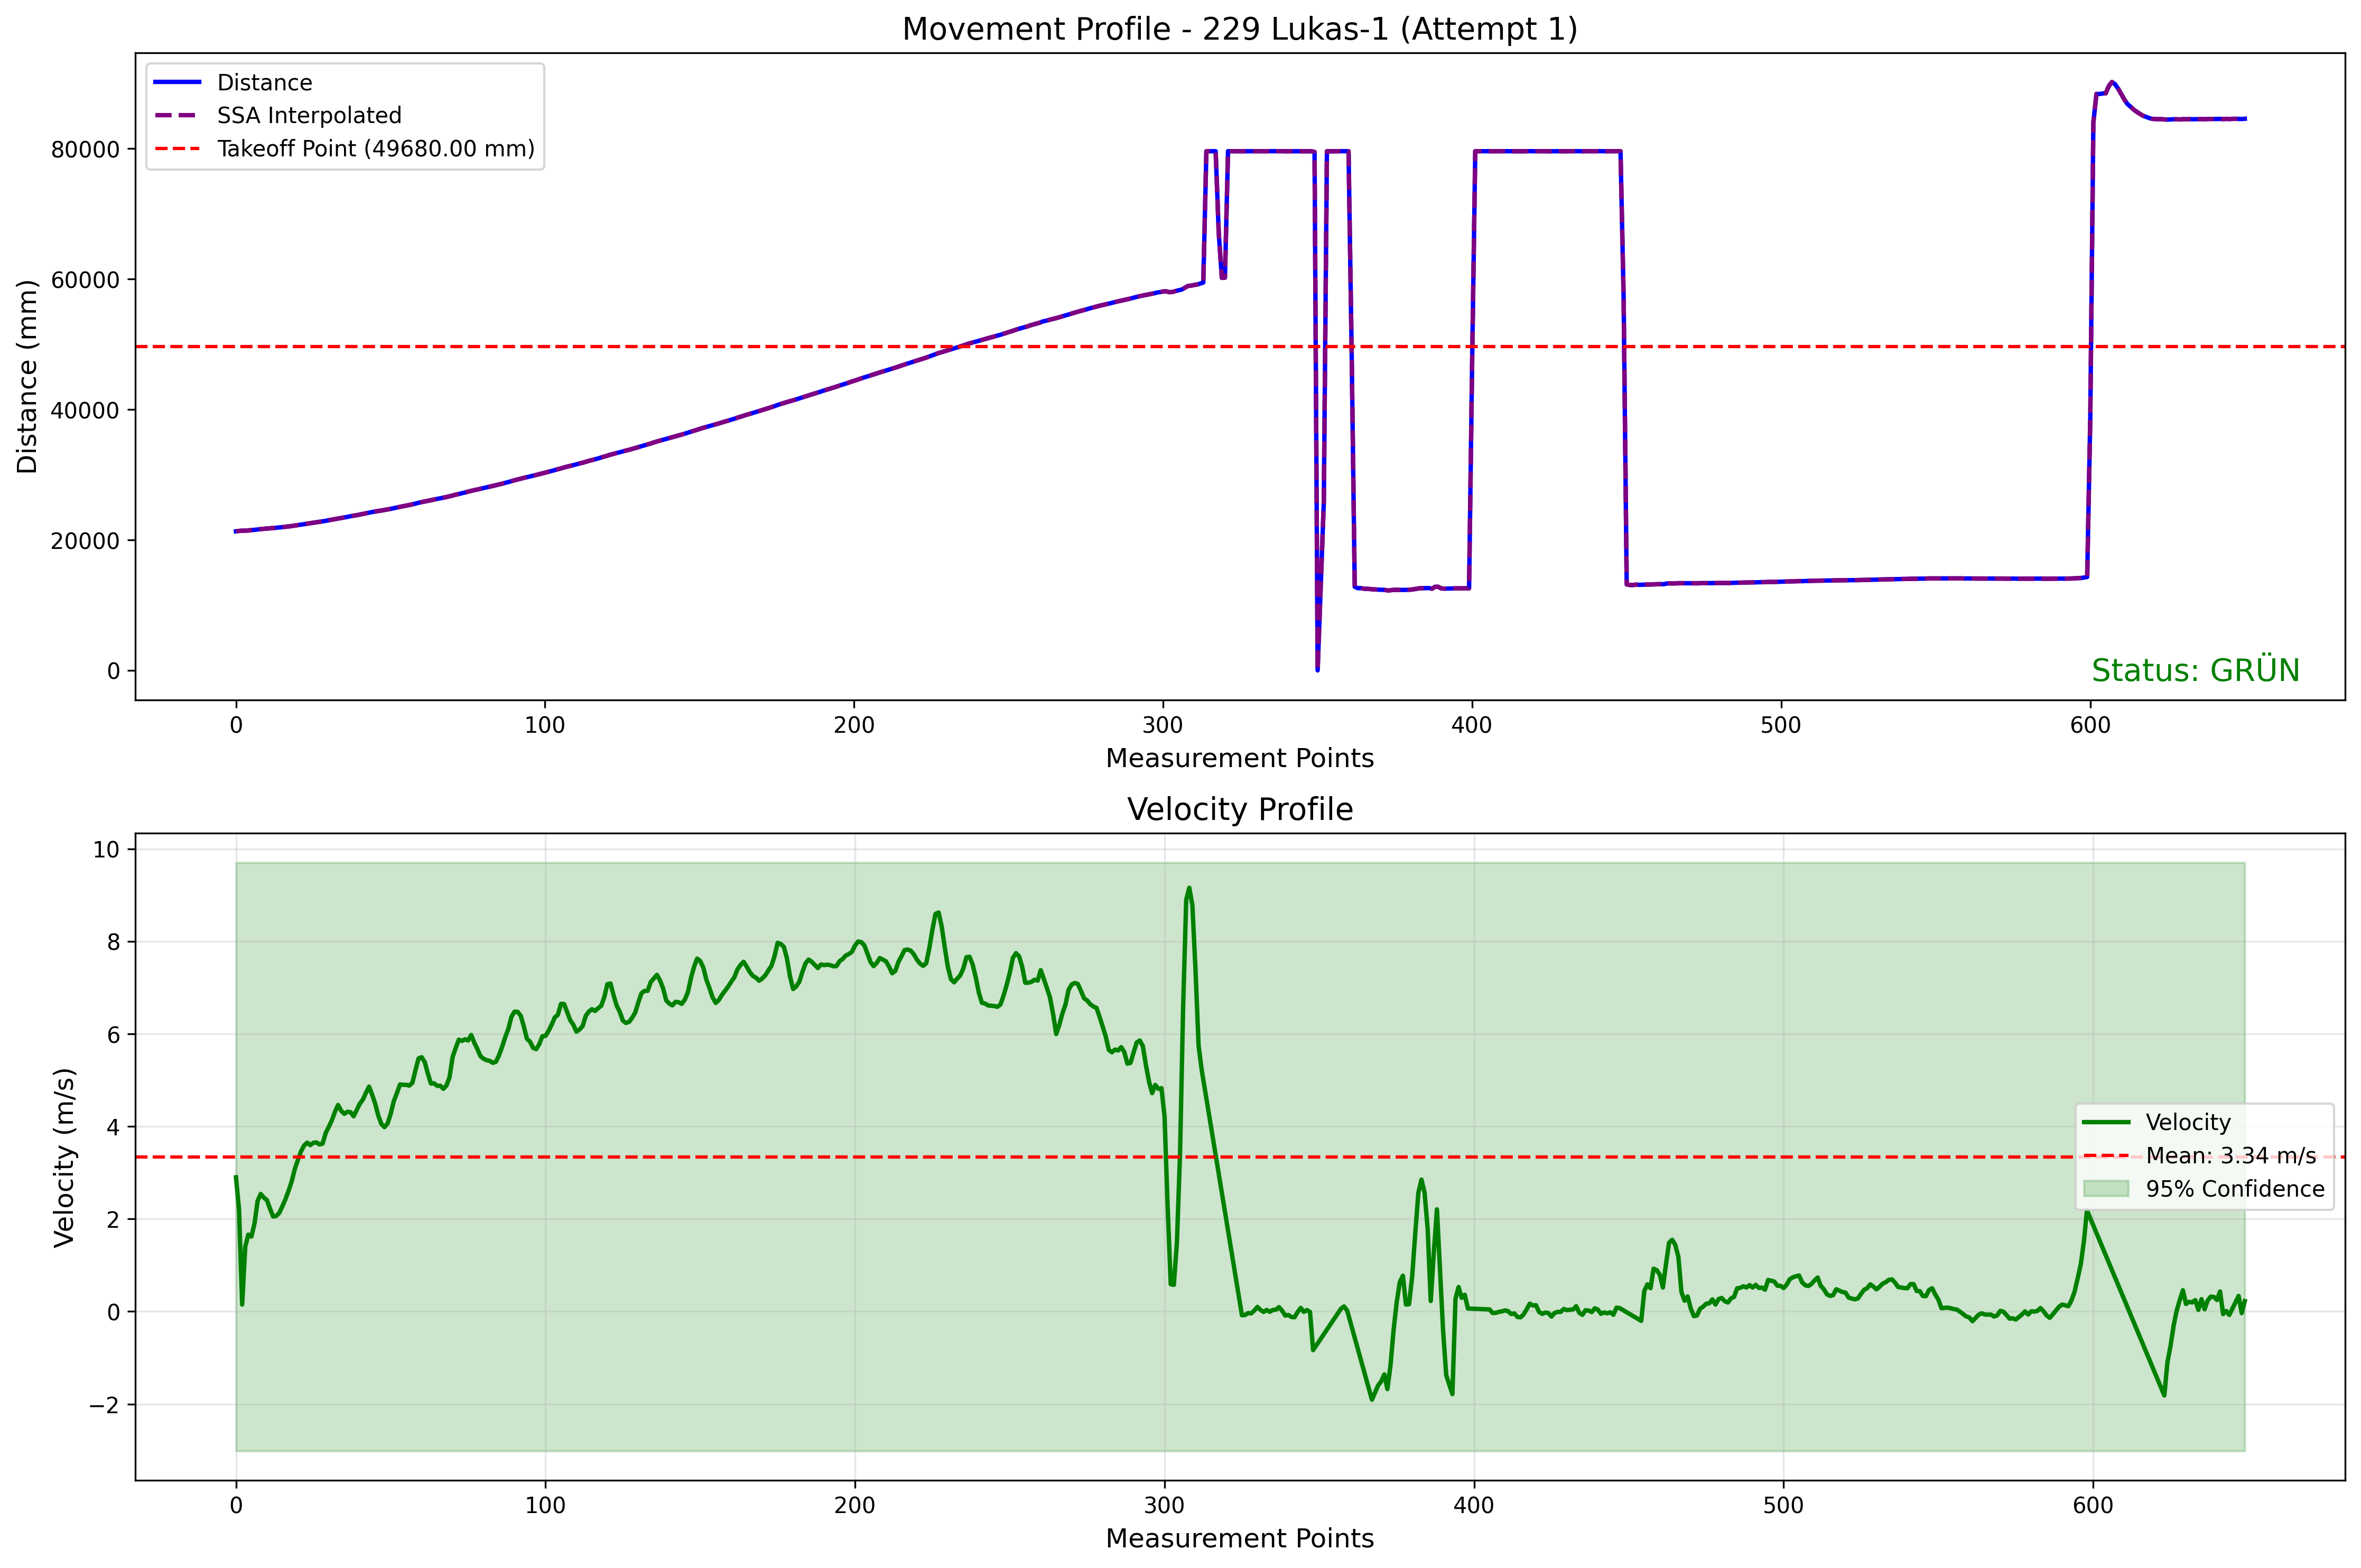 Movement Profile - 229 Lukas-1 (Attempt 1)
Distance
SSA Interpolated
Takeoff Point (49680.00 mm)
Distance (mm)
80000
60000
40000
20000
0
Status: GRÜN
0 100 200 300 400 500 600
Measurement Points
Velocity Profile
Velocity (m/s)
10
8
6
4
2
0
−2
Velocity
Mean: 3.34 m/s
95% Confidence
0 100 200 300 400 500 600
Measurement Points